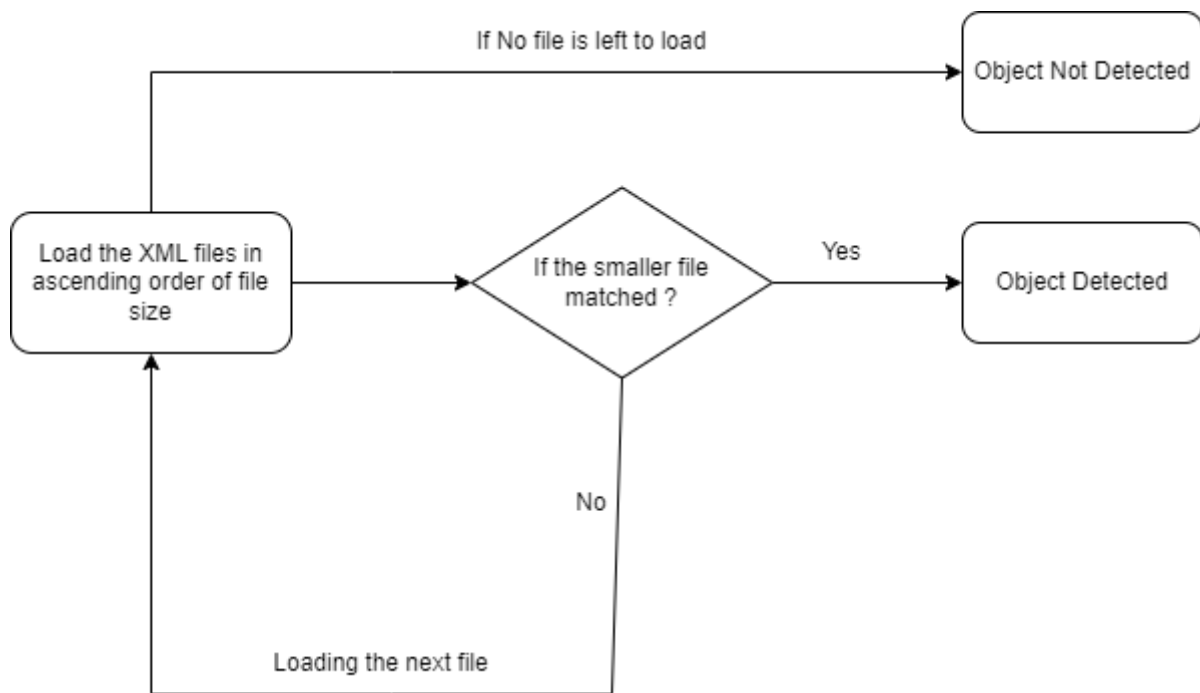 If No file is left to load
Object Not Detected
Load the XML files in
ascending order of file
size
If the smaller file
matched ?
Yes
Object Detected
No
Loading the next file